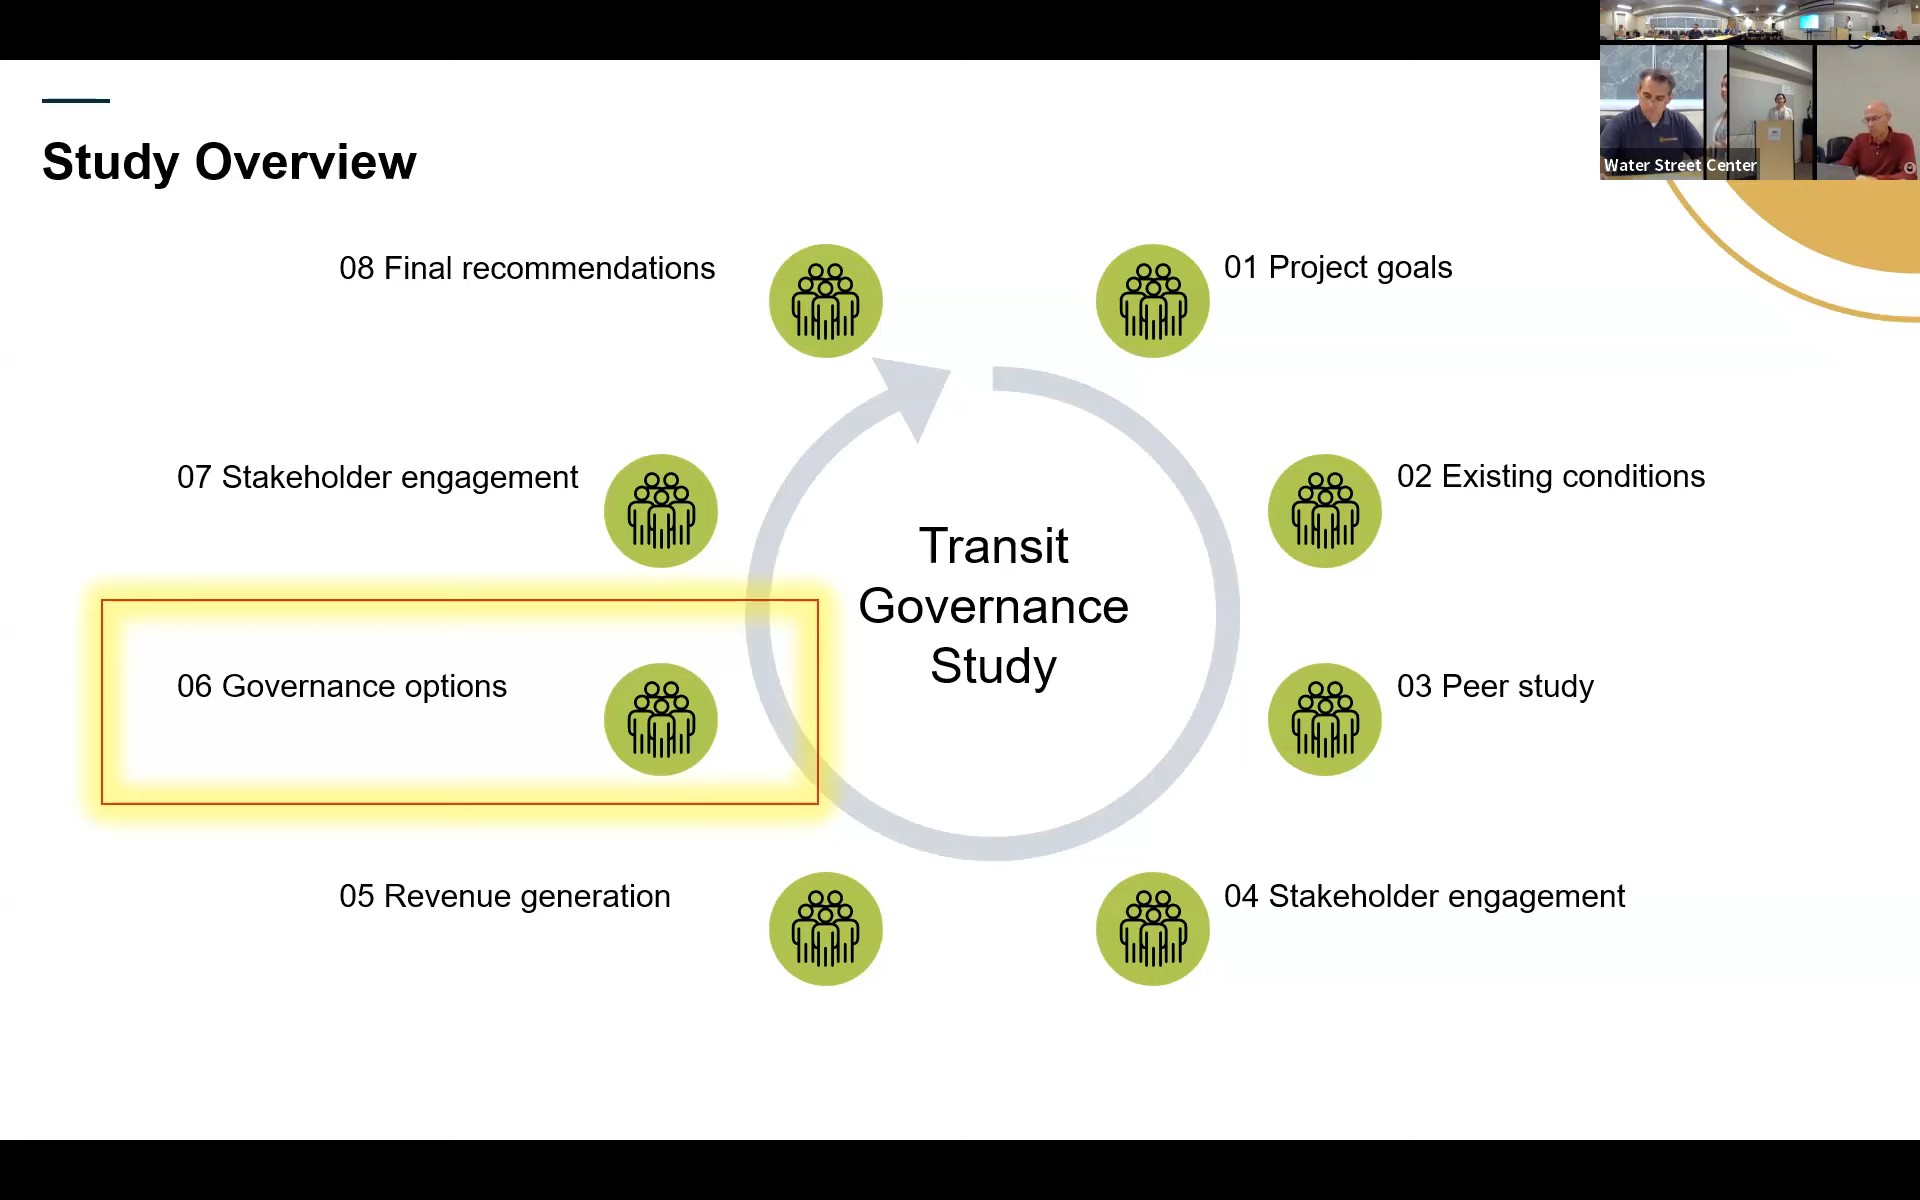 Study Overview
Water Street Center
08 Final recommendations
01 Project goals
07 Stakeholder engagement
02 Existing conditions
Transit
Governance
Study
06 Governance options
03 Peer study
05 Revenue generation
04 Stakeholder engagement